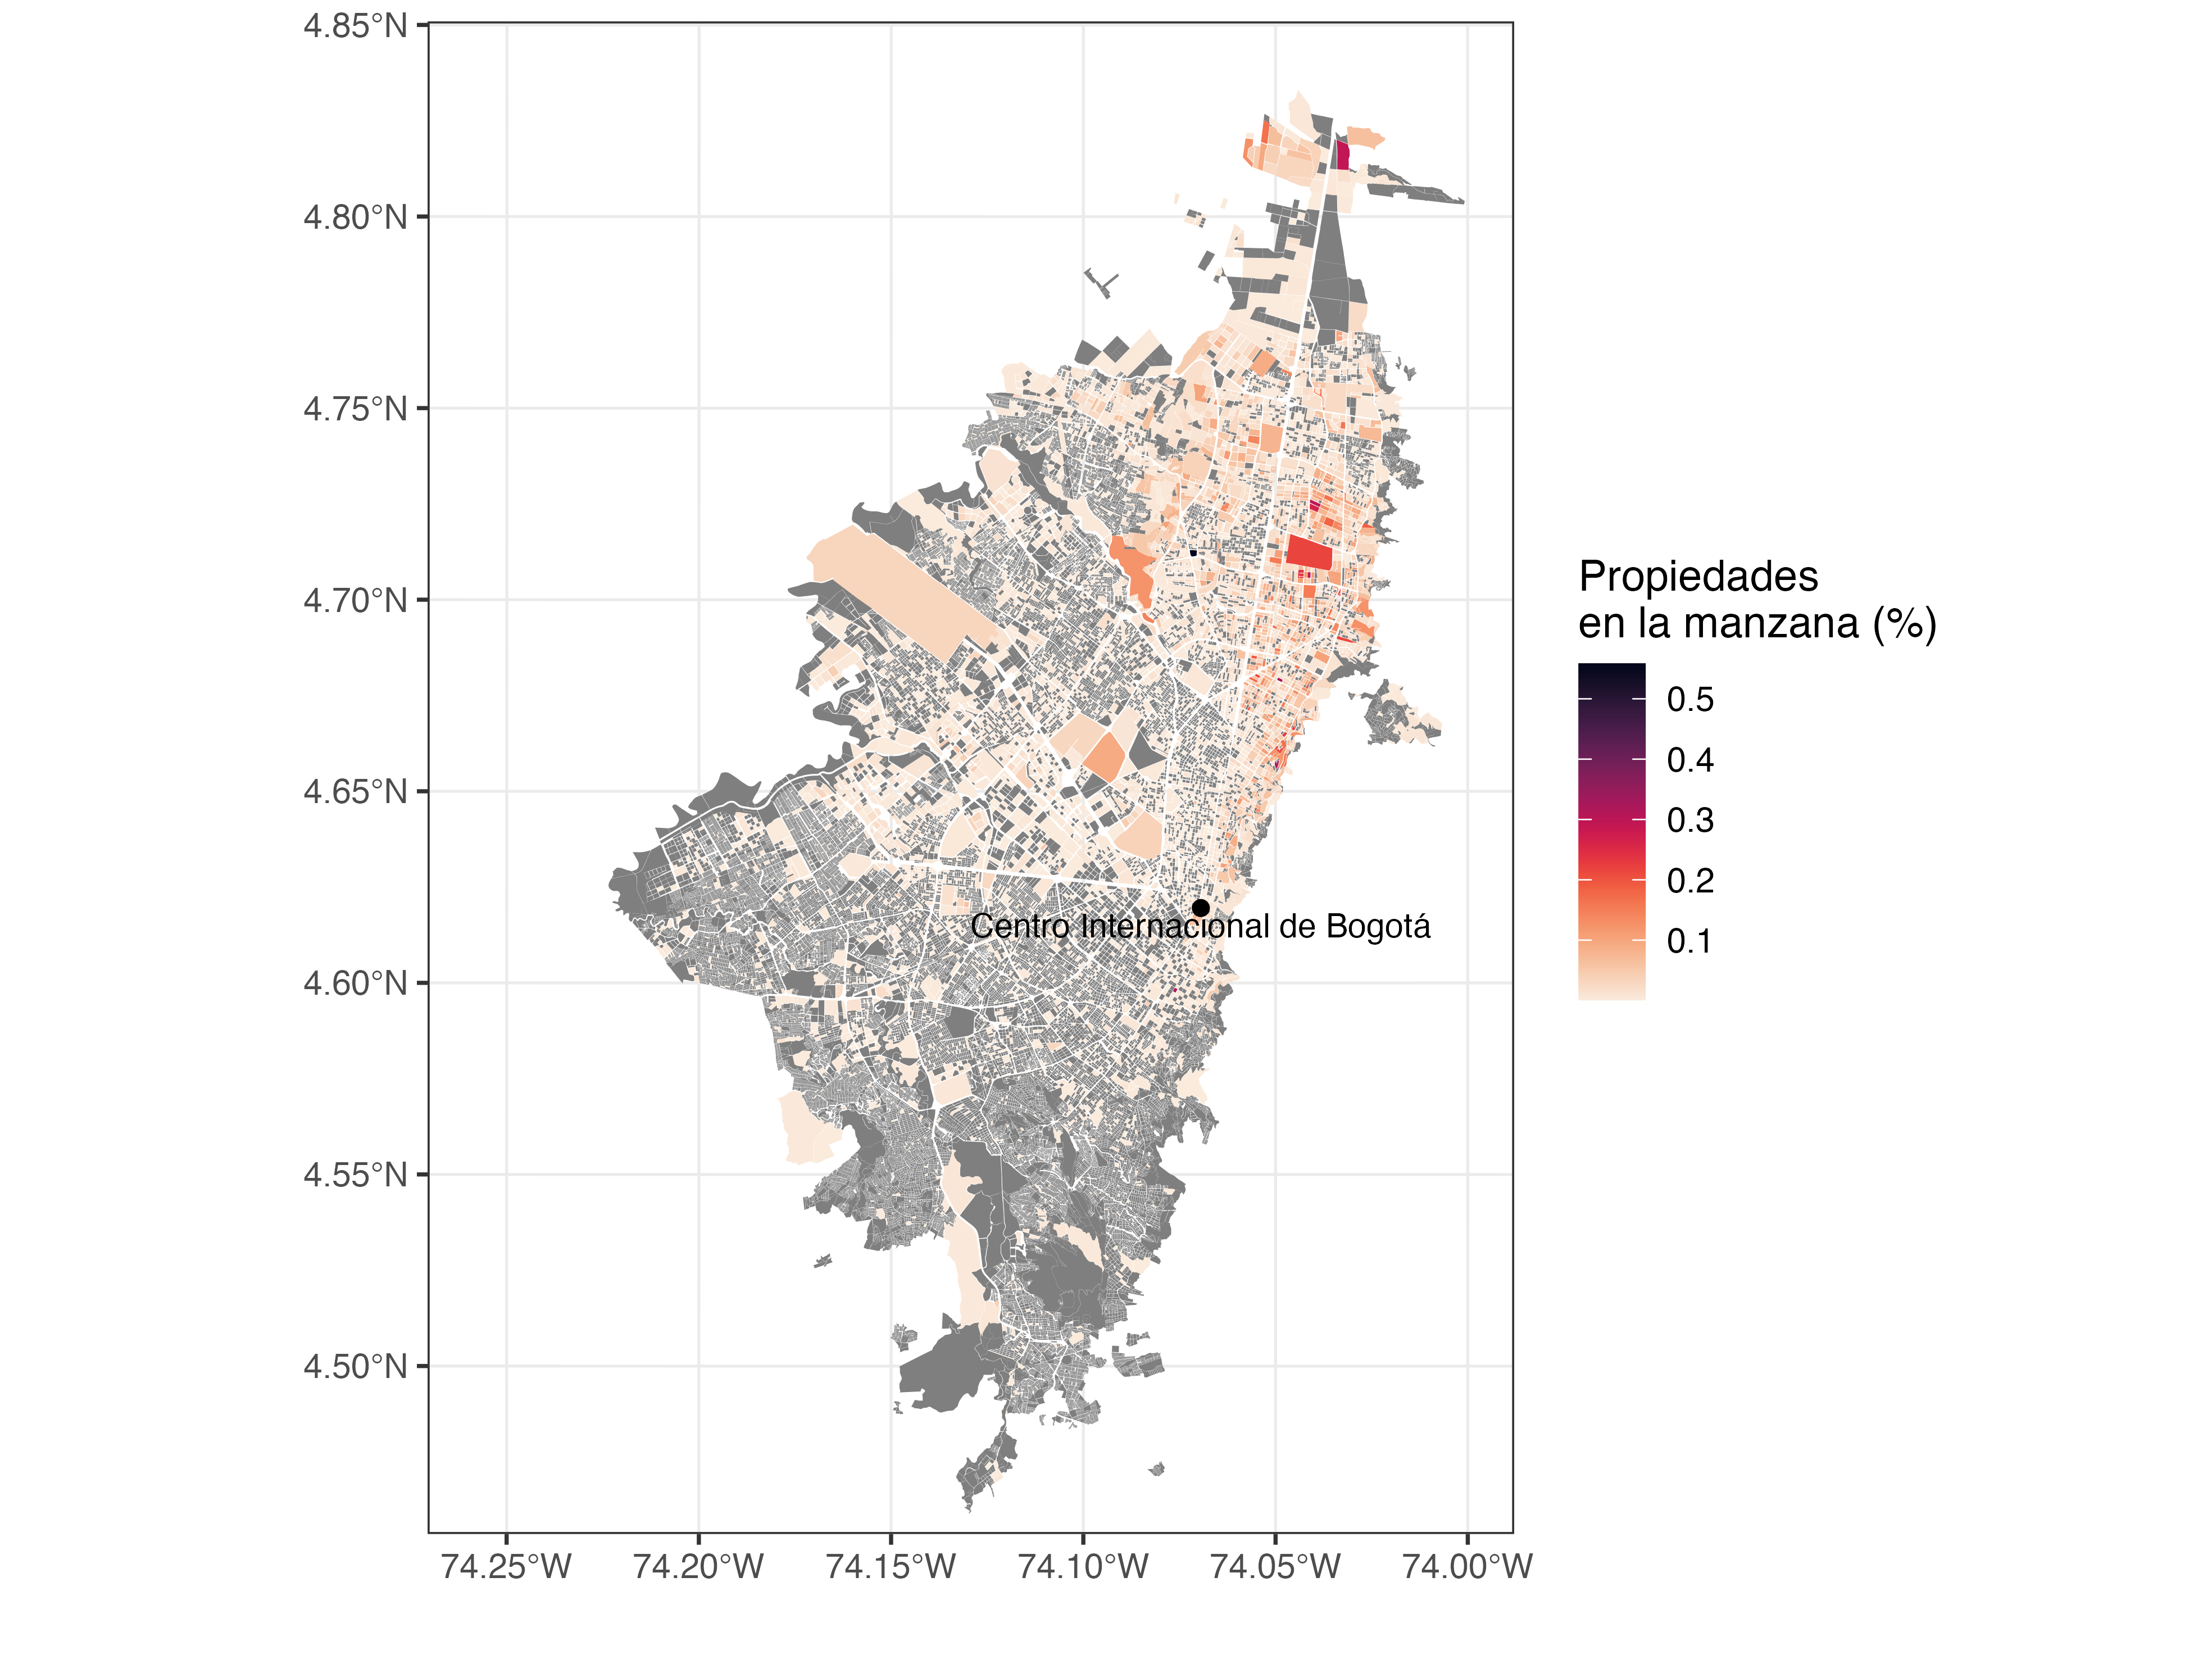 4.85°N
4.80°N
4.75°N
4.70°N
4.65°N
4.60°N
4.55°N
4.50°N
74.25°W 74.20°W 74.15°W 74.10°W 74.05°W 74.00°W
Centro Internacional de Bogotá
Propiedades
en la manzana (%)
0.5
0.4
0.3
0.2
0.1